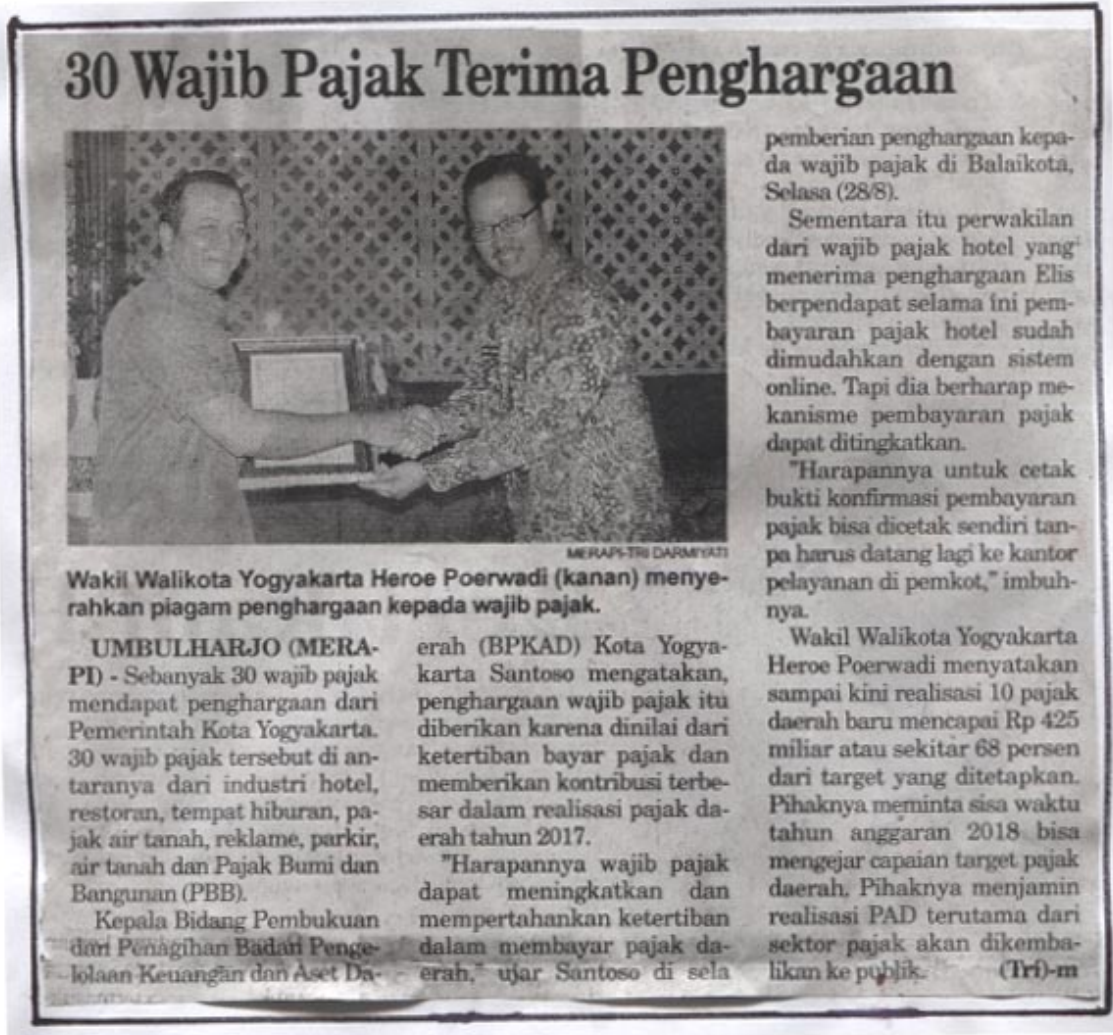 30 Wajib Pajak Terima Penghargaan
MERAPI-TRI DARMIYATI
Wakil Walikota Yogyakarta Heroe Poerwadi (kanan) menye-
rahkan piagam penghargaan kepada wajib pajak.
UMBULHARJO (MERA-
PI) - Sebanyak 30 wajib pajak
mendapat penghargaan dari
Pemerintah Kota Yogyakarta.
30 wajib pajak tersebut di an-
taranya dari industri hotel,
restoran, tempat hiburan, pa-
jak air tanah, reklame, parkir,
air tanah dan Pajak Bumi dan
Bangunan (PBB).
Kepala Bidang Pembukuan
dan Penagihan Badan Penge-
lolaan Keuangan dan Aset Da-
erah (BPKAD) Kota Yogya-
karta Santoso mengatakan,
penghargaan wajib pajak itu
diberikan karena dinilai dari
ketertiban bayar pajak dan
memberikan kontribusi terbe-
sar dalam realisasi pajak da-
erah tahun 2017.
"Harapannya wajib pajak
dapat meningkatkan dan
mempertahankan ketertiban
dalam membayar pajak da-
erah," ujar Santoso di sela
pemberian penghargaan kepa-
da wajib pajak di Balaikota,
Selasa (28/8).
Sementara itu perwakilan
dari wajib pajak hotel yang
menerima penghargaan Elis
berpendapat selama ini pem-
bayaran pajak hotel sudah
dimudahkan dengan sistem
online. Tapi dia berharap me-
kanisme pembayaran pajak
dapat ditingkatkan.
"Harapannya untuk cetak
bukti konfirmasi pembayaran
pajak bisa dicetak sendiri tan-
pa harus datang lagi ke kantor
pelayanan di pemkot," imbuh-
nya.
Wakil Walikota Yogyakarta
Heroe Poerwadi menyatakan
sampai kini realisasi 10 pajak
daerah baru mencapai Rp 425
miliar atau sekitar 68 persen
dari target yang ditetapkan.
Pihaknya meminta sisa waktu
tahun anggaran 2018 bisa
mengejar capaian target pajak
daerah. Pihaknya menjamin
realisasi PAD terutama dari
sektor pajak akan dikemba-
likan ke publik. (Tri)-m